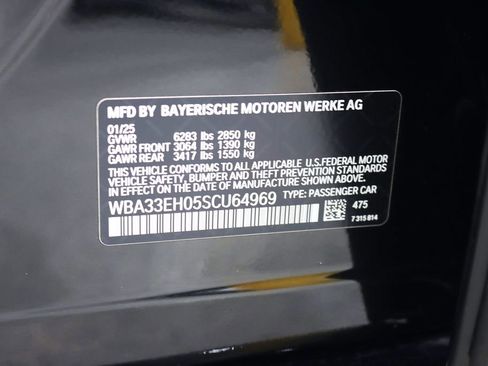 MFD BY BAYERISCHE MOTOREN WERKE AG
01/25
GVWR 6283 lbs 2850 kg
GAWR FRONT 3064 lbs 1390 kg
GAWR REAR 3417 lbs 1550 kg
THIS VEHICLE CONFORMS TO ALL APPLICABLE U.S.FEDERAL MOTOR
VEHICLE SAFETY, BUMPER AND THEFT PREVENTION STANDARDS
IN EFFECT ON THE DATE OF MANUFACTURE SHOWN ABOVE.
WBA33EH05SCU64969 TYPE: PASSENGER CAR
475
7 315 814